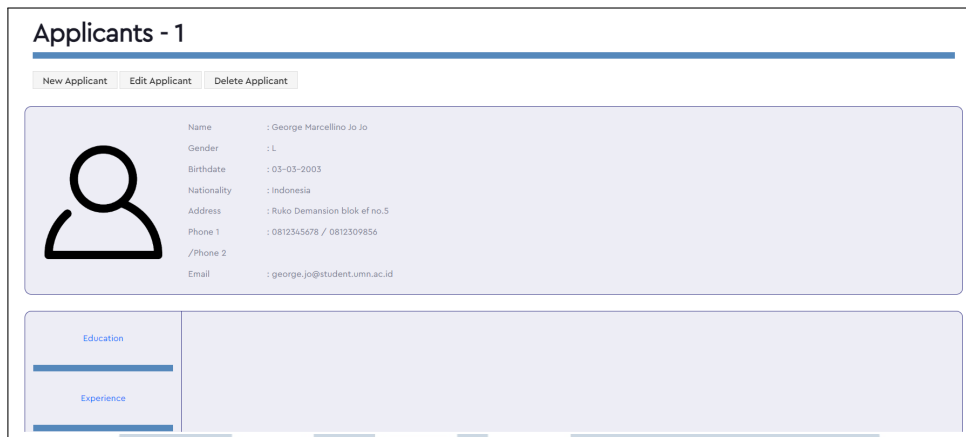 Applicants - 1
New Applicant Edit Applicant Delete Applicant
Name : George Marcellino Jo Jo
Gender : L
Birthdate : 03-03-2003
Nationality : Indonesia
Address : Ruko Demansion blok ef no.5
Phone 1 : 0812345678 / 0812309856
/Phone 2
Email : george.jo@student.umn.ac.id
Education
Experience